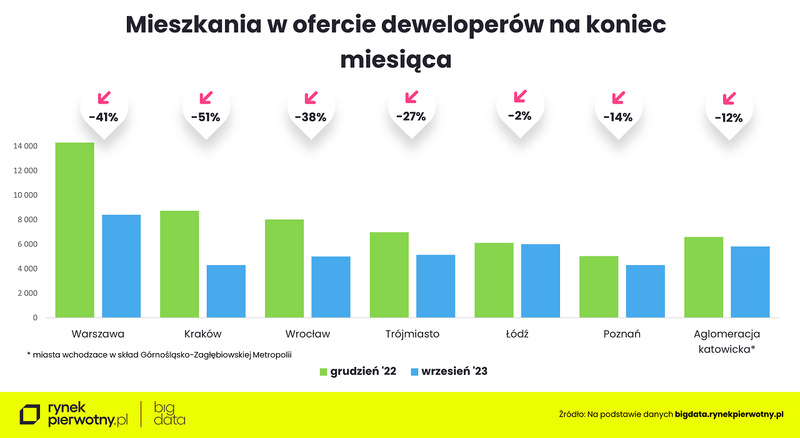 Mieszkania w ofercie deweloperów na koniec
miesiąca
-41%
-51%
-38%
-27%
-2%
-14%
-12%
14 000
12 000
10 000
8 000
6 000
4 000
2 000
0
Warszawa
Kraków
Wrocław
Trójmiasto
Łódź
Poznań
Aglomeracja
katowicka*
* miasta wchodzace w skład Górnośląsko-Zagłębiowskiej Metropolii
grudzień '22
wrzesień '23
rynek
pierwotny.pl
big
data
Źródło: Na podstawie danych bigdata.rynekpierwotny.pl